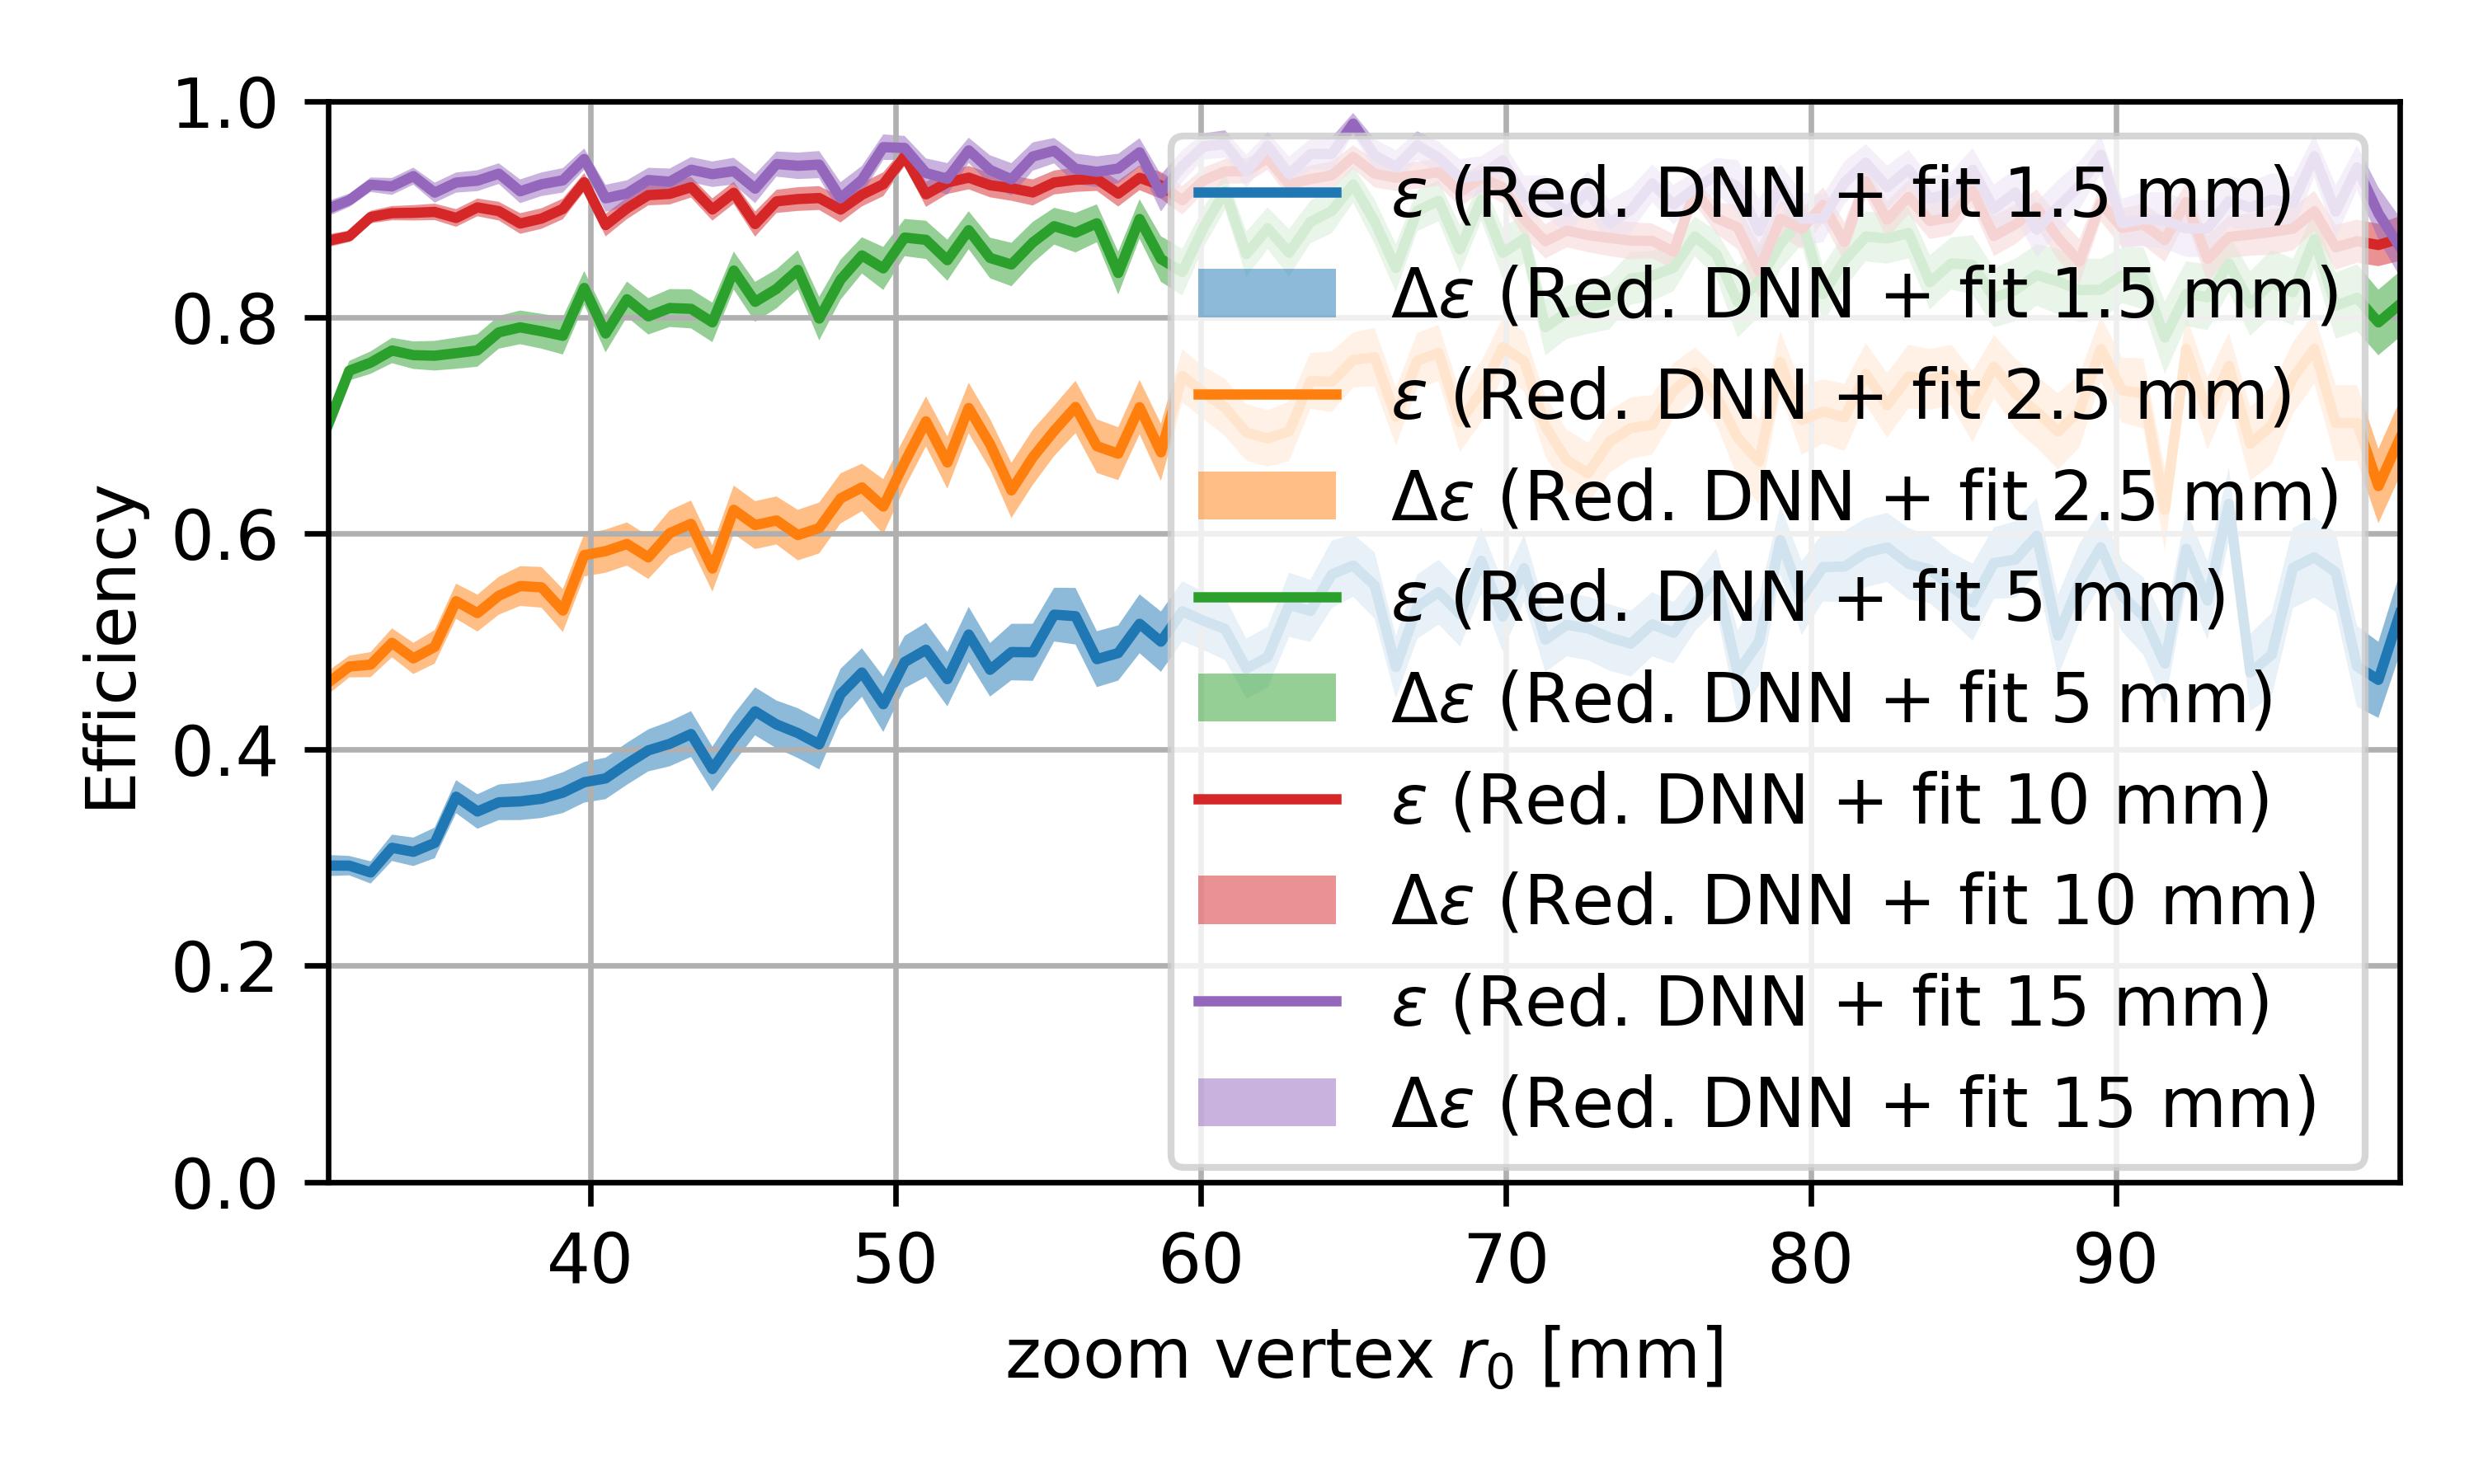 1.0
0.8
0.6
0.4
0.2
0.0
Efficiency
40 50 60 70 80 90
zoom vertex r₀ [mm]
ε (Red. DNN + fit 1.5 mm)
Δε (Red. DNN + fit 1.5 mm)
ε (Red. DNN + fit 2.5 mm)
Δε (Red. DNN + fit 2.5 mm)
ε (Red. DNN + fit 5 mm)
Δε (Red. DNN + fit 5 mm)
ε (Red. DNN + fit 10 mm)
Δε (Red. DNN + fit 10 mm)
ε (Red. DNN + fit 15 mm)
Δε (Red. DNN + fit 15 mm)